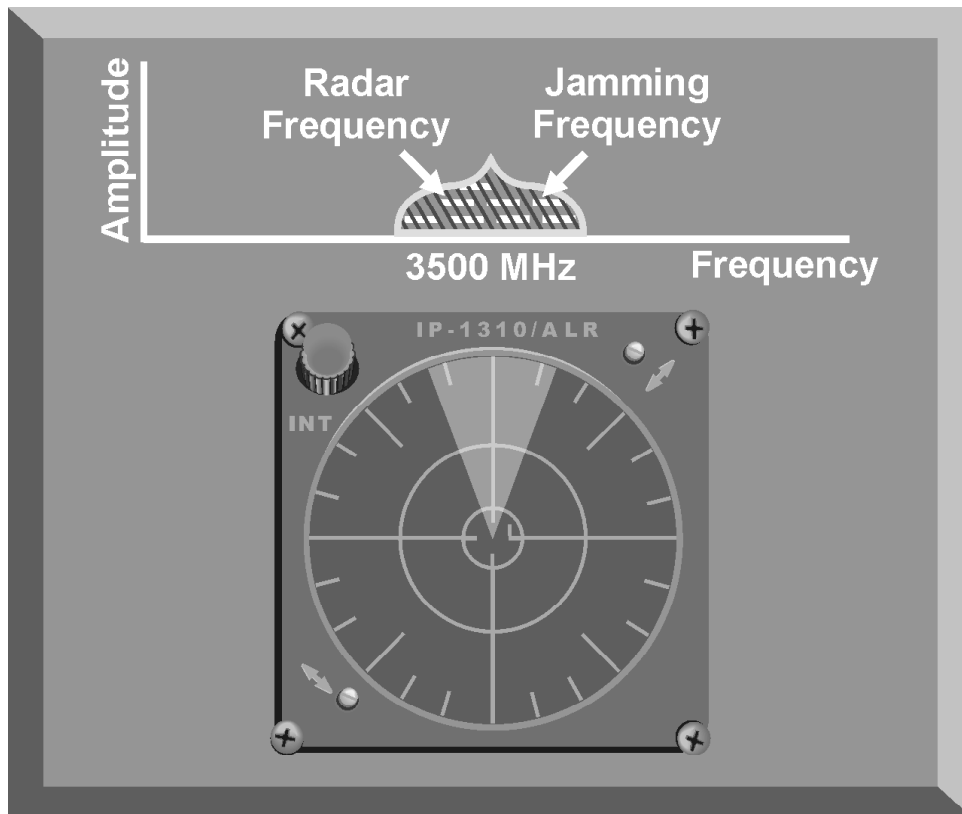 Amplitude
Radar
Frequency
Jamming
Frequency
3500 MHz
Frequency
IP-1310/ALR
INT